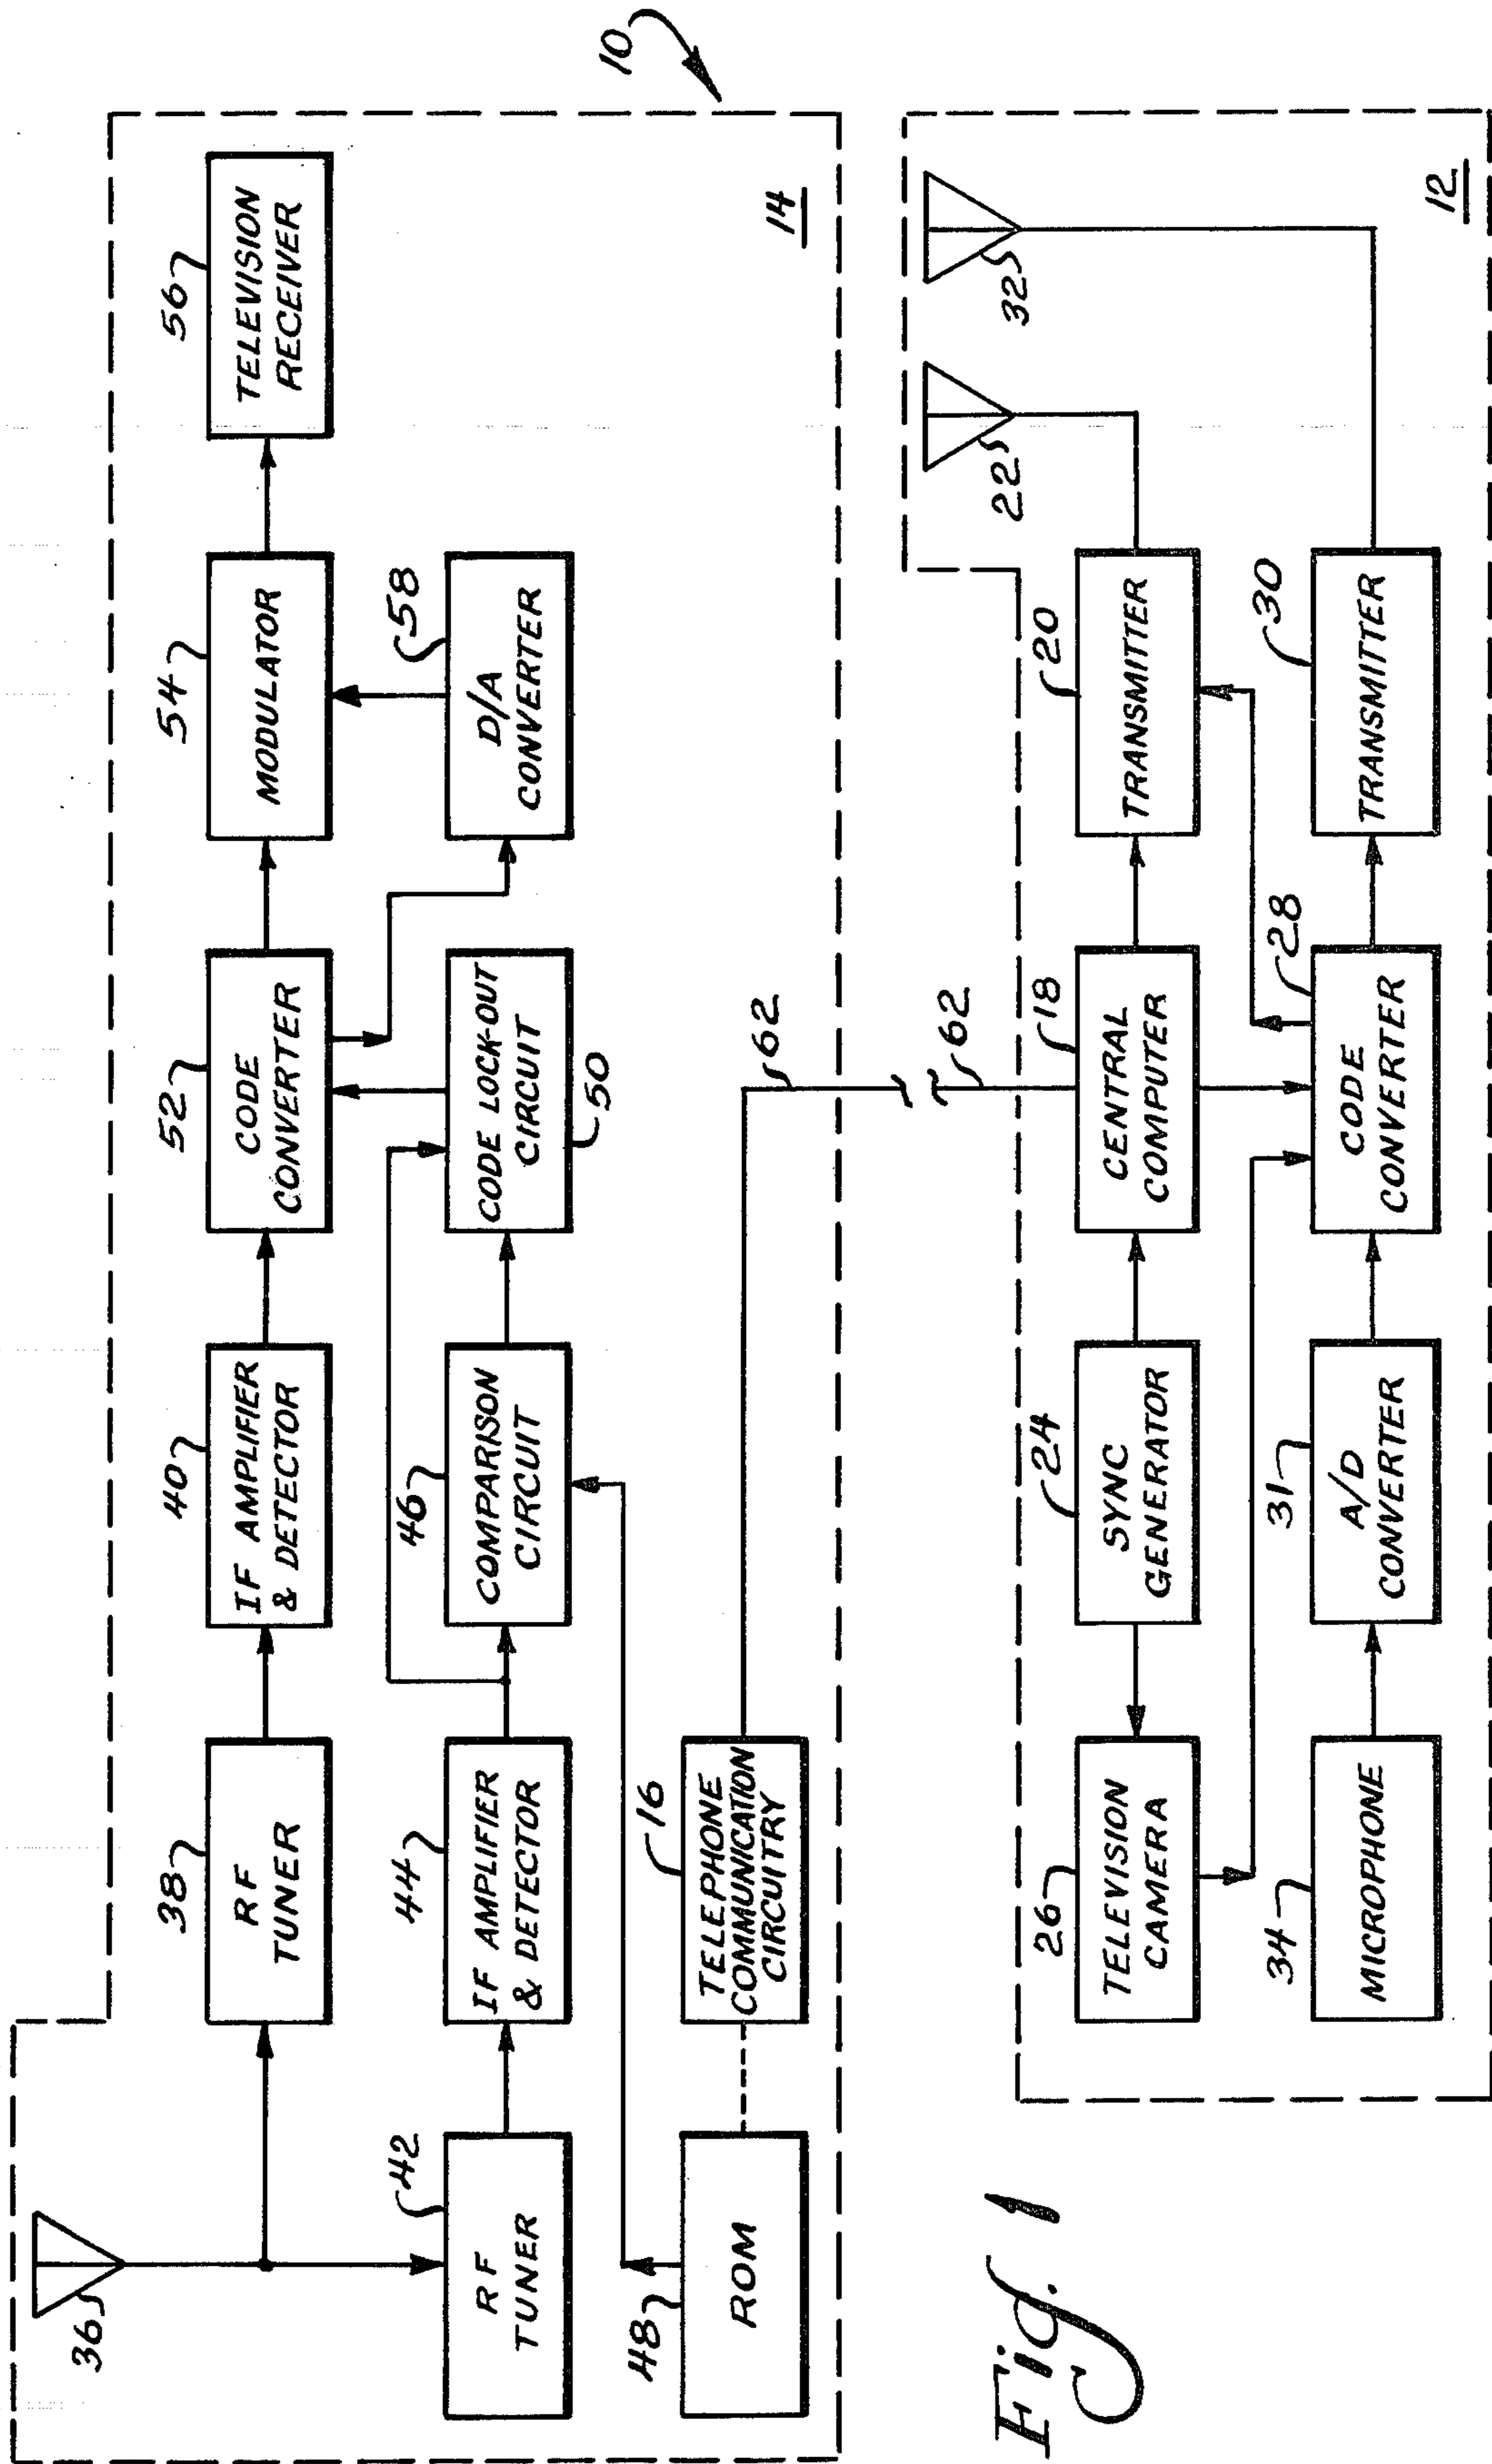 10
36
38
RF
TUNER
40
IF AMPLIFIER
& DETECTOR
52
CODE
CONVERTER
54
MODULATOR
56
TELEVISION
RECEIVER
42
RF
TUNER
44
IF AMPLIFIER
& DETECTOR
46
COMPARISON
CIRCUIT
CODE LOCK-OUT
CIRCUIT
50
58
D/A
CONVERTER
48
ROM
16
TELEPHONE
COMMUNICATION
CIRCUITRY
14
62
62
22
32
26
TELEVISION
CAMERA
24
SYNC
GENERATOR
18
CENTRAL
COMPUTER
20
TRANSMITTER
34
MICROPHONE
31
A/D
CONVERTER
28
CODE
CONVERTER
30
TRANSMITTER
12
Fig. 1